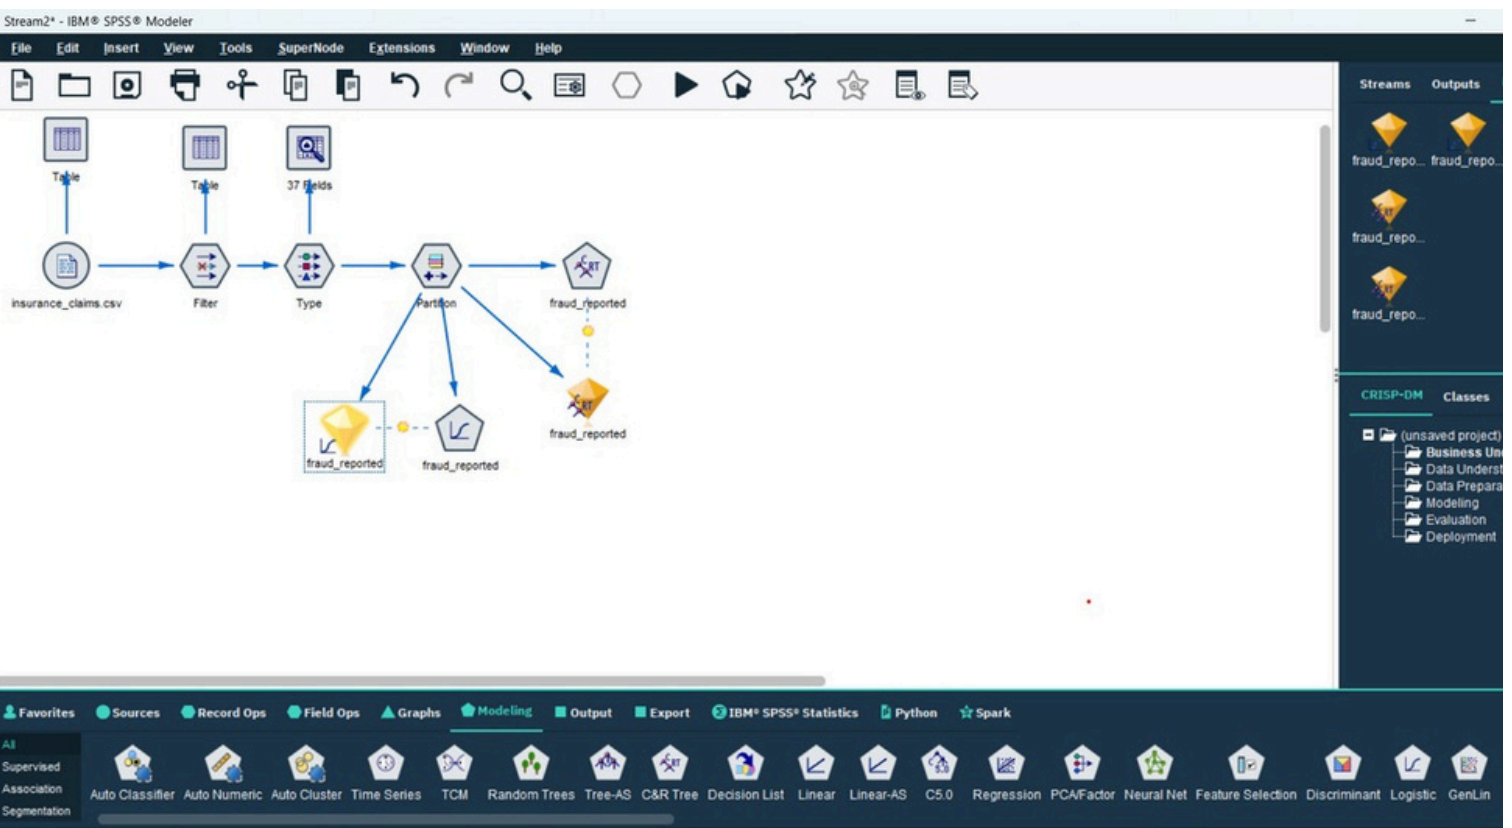 Stream2* - IBM® SPSS® Modeler
File Edit Insert View Tools SuperNode Extensions Window Help
Streams Outputs
fraud_repo... fraud_repo...
fraud_repo...
fraud_repo...
Table
Table
37 Fields
insurance_claims.csv
Filter
Type
Partition
fraud_reported
fraud_reported
fraud_reported
fraud_reported
CRISP-DM Classes
(unsaved project)
Business Un
Data Underst
Data Prepara
Modeling
Evaluation
Deployment
Favorites Sources Record Ops Field Ops Graphs Modeling Output Export IBM® SPSS® Statistics Python Spark
All
Supervised
Association
Segmentation
Auto Classifier Auto Numeric Auto Cluster Time Series TCM Random Trees Tree-AS C&R Tree Decision List Linear Linear-AS C5.0 Regression PCA/Factor Neural Net Feature Selection Discriminant Logistic GenLin